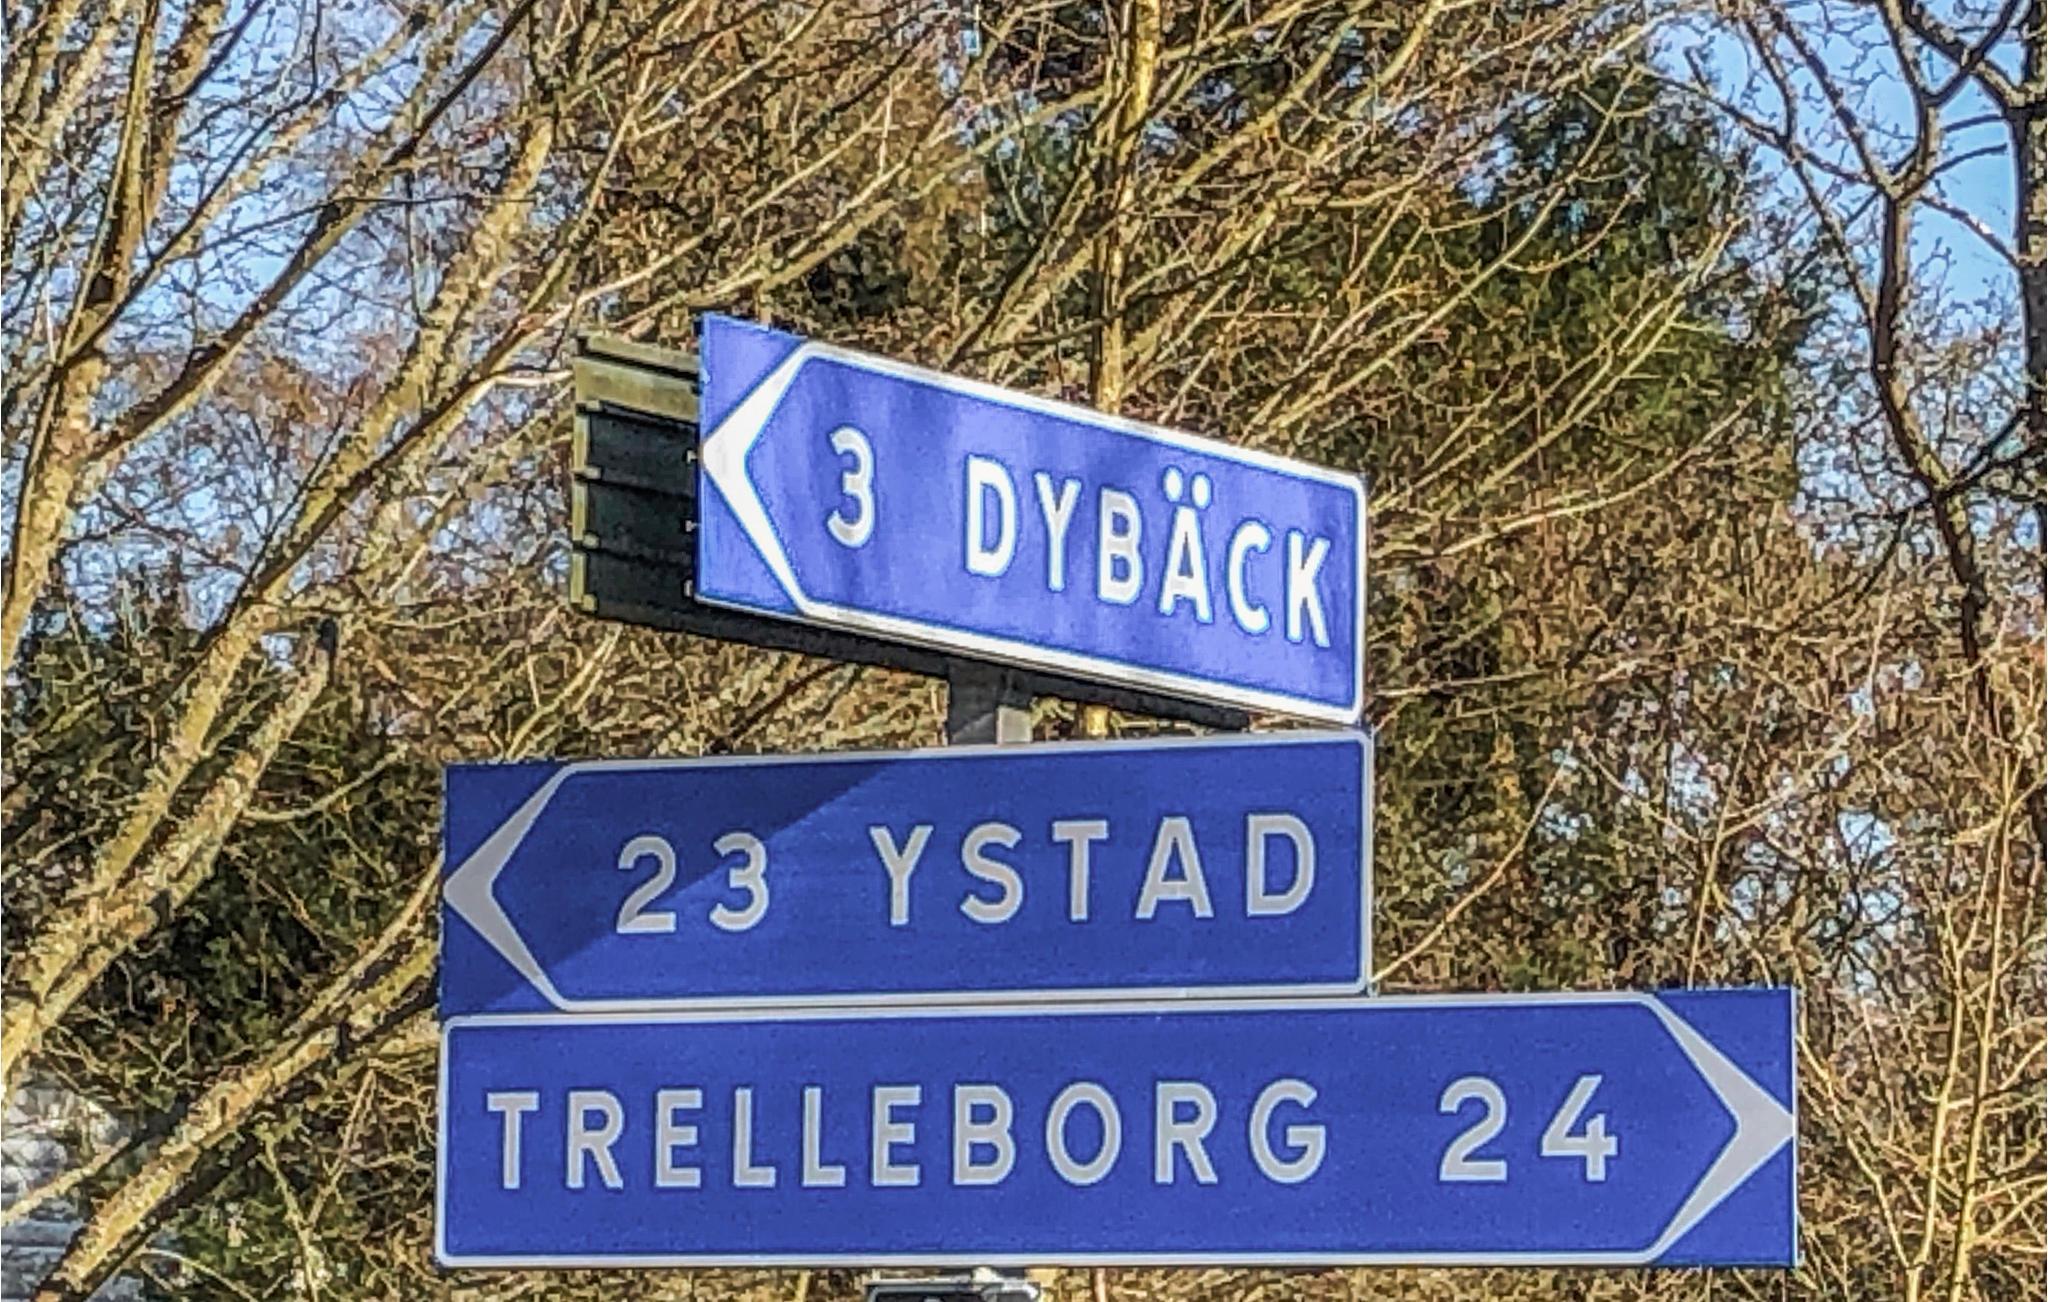 3 DYBÄCK
23 YSTAD
TRELLEBORG 24